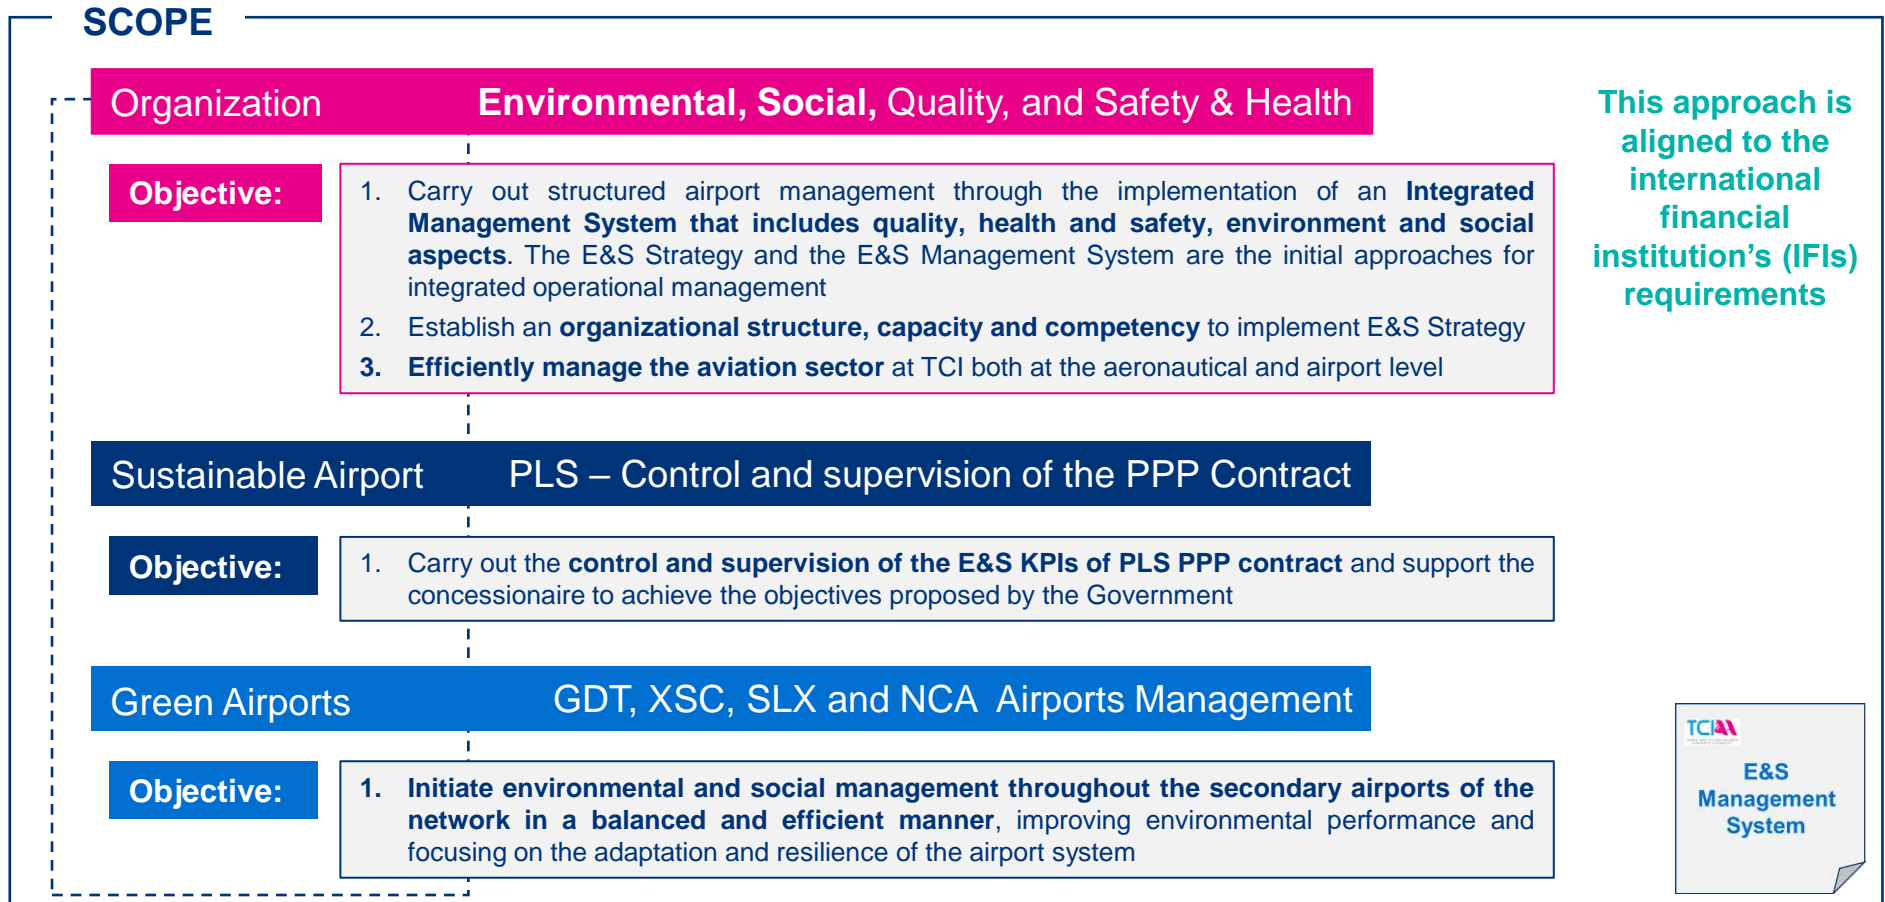 SCOPE
Organization
Environmental, Social, Quality, and Safety & Health
Objective:
1. Carry out structured airport management through the implementation of an Integrated
Management System that includes quality, health and safety, environment and social
aspects. The E&S Strategy and the E&S Management System are the initial approaches for
integrated operational management
2. Establish an organizational structure, capacity and competency to implement E&S Strategy
3. Efficiently manage the aviation sector at TCI both at the aeronautical and airport level
This approach is
aligned to the
international
financial
institution’s (IFIs)
requirements
Sustainable Airport
PLS – Control and supervision of the PPP Contract
Objective:
1. Carry out the control and supervision of the E&S KPIs of PLS PPP contract and support the
concessionaire to achieve the objectives proposed by the Government
Green Airports
GDT, XSC, SLX and NCA Airports Management
Objective:
1. Initiate environmental and social management throughout the secondary airports of the
network in a balanced and efficient manner, improving environmental performance and
focusing on the adaptation and resilience of the airport system
TCIAA
E&S
Management
System